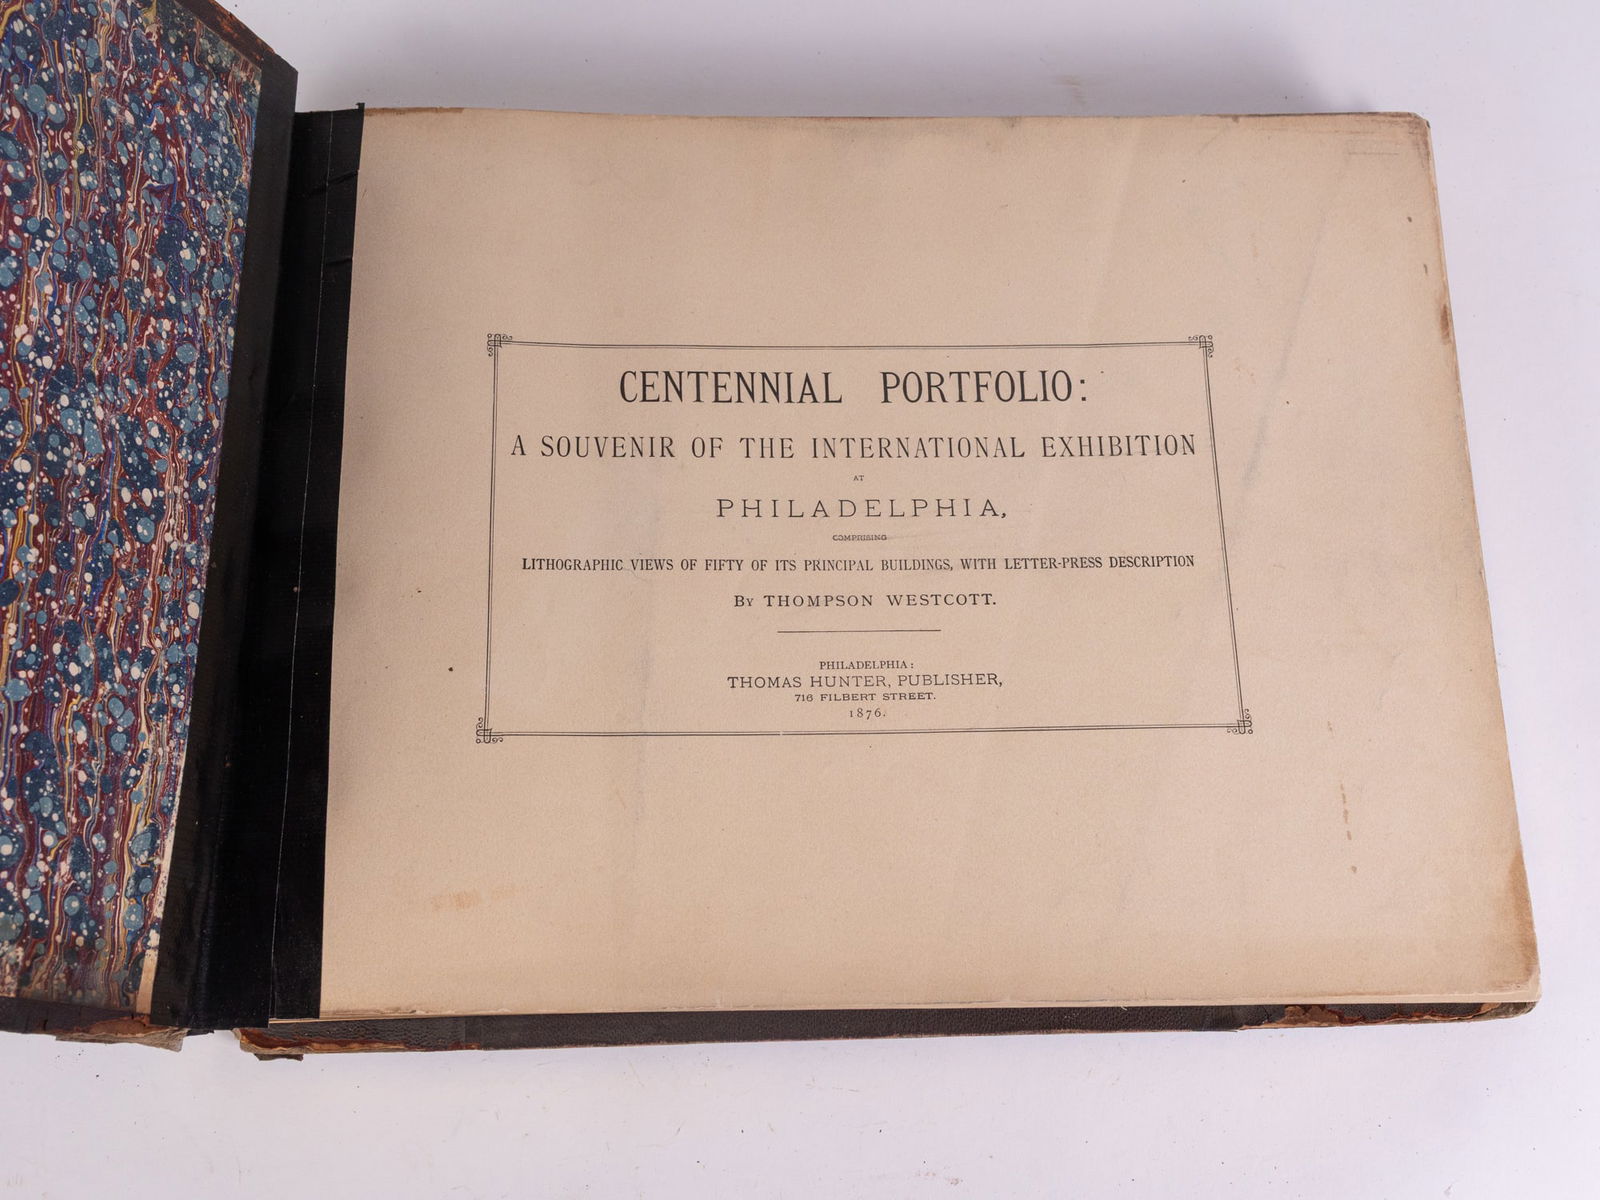 CENTENNIAL PORTFOLIO:
A SOUVENIR OF THE INTERNATIONAL EXHIBITION
AT
PHILADELPHIA,
COMPRISING
LITHOGRAPHIC VIEWS OF FIFTY OF ITS PRINCIPAL BUILDINGS, WITH LETTER-PRESS DESCRIPTION
By THOMPSON WESTCOTT.
PHILADELPHIA:
THOMAS HUNTER, PUBLISHER,
716 FILBERT STREET.
1876.